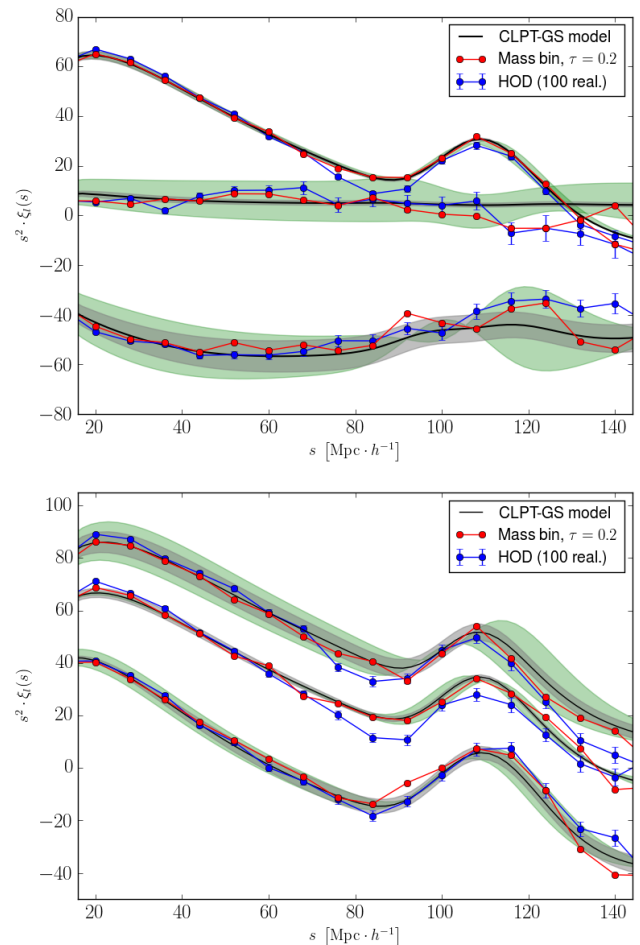 80
60
40
20
0
−20
−40
−60
−80
s² · ξₗ(s)
CLPT-GS model
Mass bin, τ = 0.2
HOD (100 real.)
20 40 60 80 100 120 140
s [Mpc · h⁻¹]
100
80
60
40
20
0
−20
−40
s² · ξₗ(s)
CLPT-GS model
Mass bin, τ = 0.2
HOD (100 real.)
20 40 60 80 100 120 140
s [Mpc · h⁻¹]